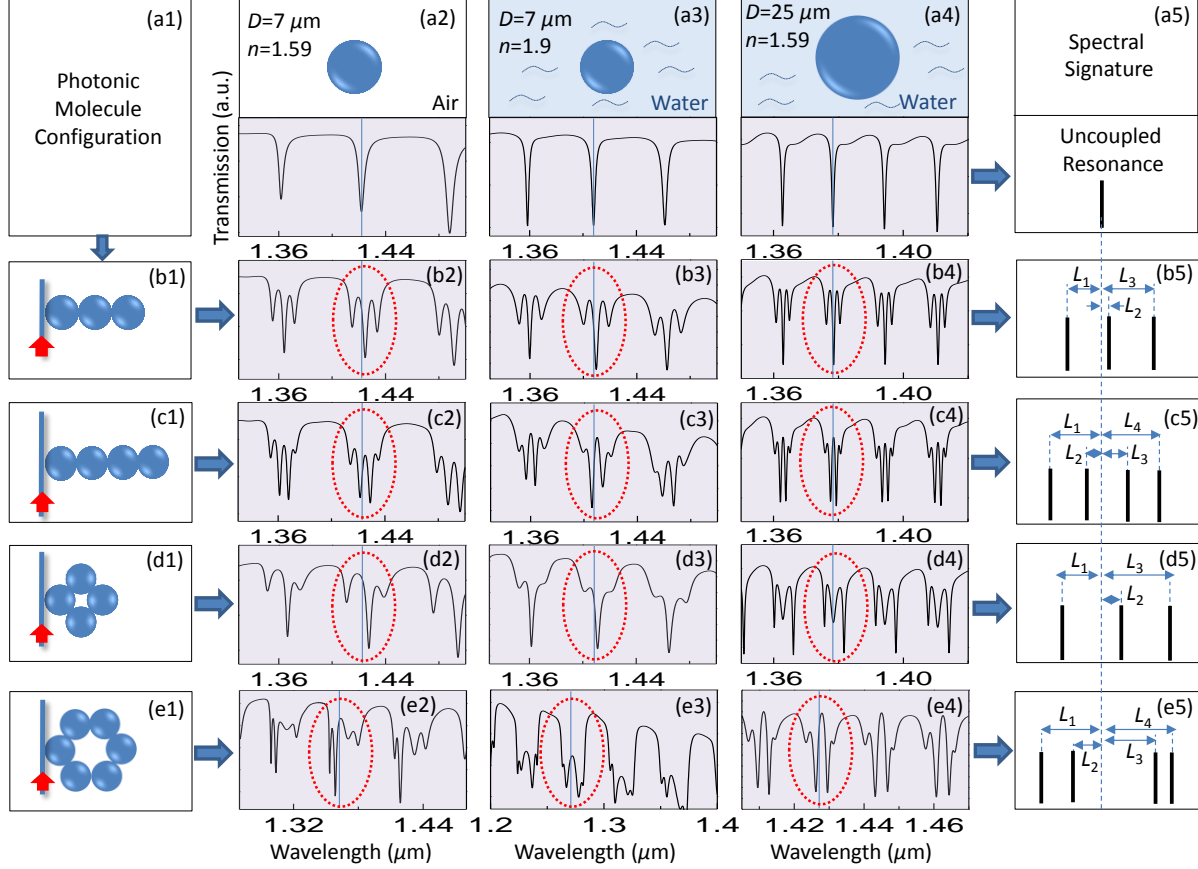 (a1)
Photonic
Molecule
Configuration
Transmission (a.u.)
D=7 μm
n=1.59
(a2)
Air
1.36
1.44
D=7 μm
n=1.9
(a3)
Water
1.36
1.44
D=25 μm
n=1.59
(a4)
Water
1.36
1.40
(a5)
Spectral
Signature
Uncoupled
Resonance
(b1)
(b2)
1.36
1.44
(b3)
1.36
1.44
(b4)
1.36
1.40
(b5)
L1
L3
L2
(c1)
(c2)
1.36
1.44
(c3)
1.36
1.44
(c4)
1.36
1.40
(c5)
L1
L4
L2
L3
(d1)
(d2)
1.36
1.44
(d3)
1.36
1.44
(d4)
1.36
1.40
(d5)
L1
L3
L2
(e1)
(e2)
1.32
1.44
Wavelength (μm)
(e3)
1.2
1.3
1.4
Wavelength (μm)
(e4)
1.42
1.44
1.46
Wavelength (μm)
(e5)
L1
L4
L2
L3